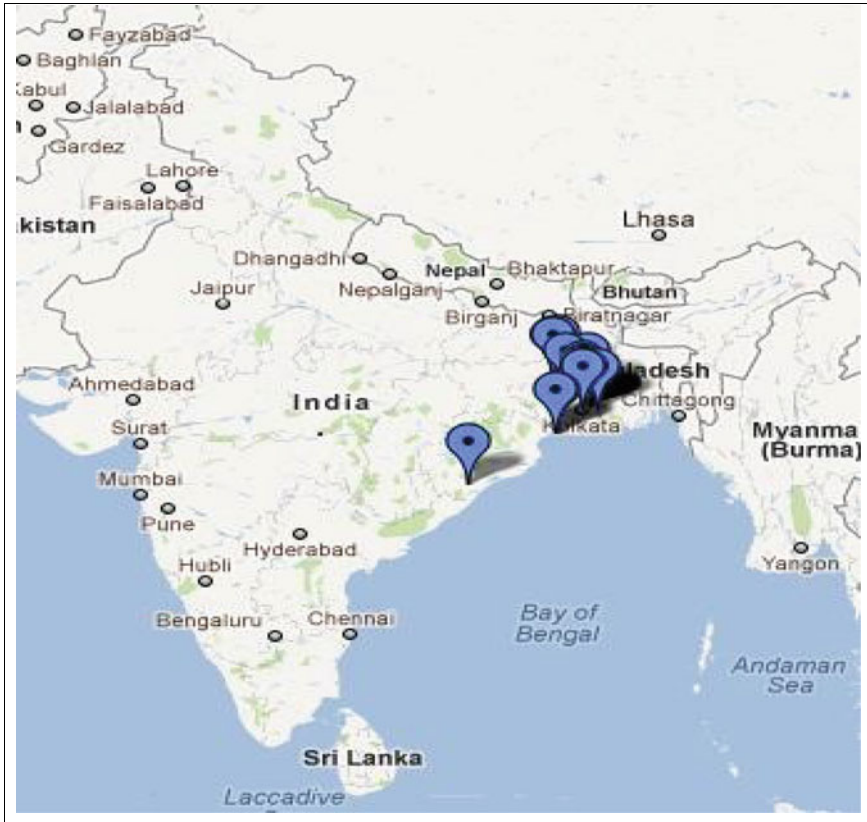 Fayzabad
Baghlan
Kabul
Jalalabad
Gardez
Lahore
Faisalabad
kistan
Lhasa
Dhangadhi
Nepal
Bhaktapur
Nepalganj
Bhutan
Jaipur
Birganj
Biratnagar
ladesh
Ahmedabad
India
Chittagong
Surat
Kolkata
Myanma
(Burma)
Mumbai
Pune
Hyderabad
Yangon
Hubli
Bengaluru
Chennai
Bay of
Bengal
Andaman
Sea
Sri Lanka
Laccadive